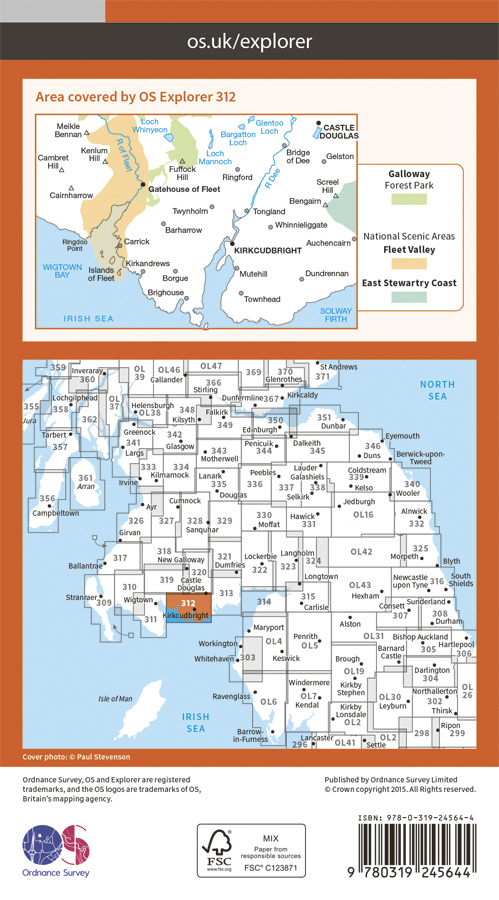 os.uk/explorer
Area covered by OS Explorer 312
Meikle
Bennan
Loch
Whinyeon
Glentoo
Loch
Bargatton
Loch
CASTLE
DOUGLAS
Cambret
Hill
Kenlum
Hill
R of Fleet
Loch
Mannoch
Bridge
of Dee
Gelston
Fuffock
Hill
Ringford
R Dee
Screel
Hill
Cairnharrow
Gatehouse of Fleet
Bengairn
Twynholm
Tongland
Barharrow
Whinnieliggate
Ringdoo
Point
Carrick
KIRKCUDBRIGHT
Auchencairn
WIGTOWN
BAY
Islands
of Fleet
Kirkandrews
Borgue
Mutehill
Dundrennan
Brighouse
Townhead
IRISH SEA
SOLWAY
FIRTH
Galloway
Forest Park
National Scenic Areas
Fleet Valley
East Stewartry Coast
359
Inveraray
360
OL
39
OL46
Callander
OL47
366
Stirling
369
370
Glenrothes
St Andrews
371
NORTH
SEA
355
Jura
Lochgilphead
358
362
OL
37
Helensburgh
OL38
348
Kilsyth
Falkirk
349
Dunfermline
367
Kirkcaldy
350
Edinburgh
351
Dunbar
Tarbert
357
Greenock
341
Largs
342
Glasgow
343
Motherwell
Penicuik
344
Dalkeith
345
346
Duns
Eyemouth
Berwick-upon-
Tweed
356
Campbeltown
361
Arran
333
Irvine
334
Kilmarnock
Lanark
335
Douglas
Peebles
336
Lauder
Galashiels
337
338
Selkirk
Coldstream
339
Kelso
340
Wooler
Ayr
Cumnock
326
327
328
Sanquhar
329
330
Moffat
Hawick
331
Jedburgh
OL16
Alnwick
332
Girvan
Ballantrae
317
318
New Galloway
319
320
Castle
Douglas
321
Dumfries
Lockerbie
322
Langholm
323
324
OL42
325
Morpeth
Blyth
Stranraer
309
310
311
Wigtown
312
Kirkcudbright
313
314
Longtown
315
Carlisle
OL43
Hexham
Newcastle
upon Tyne
316
South
Shields
Consett
307
Sunderland
308
Durham
Maryport
Workington
Whitehaven
303
OL4
Keswick
Penrith
OL5
Alston
OL31
Bishop Auckland
305
Hartlepool
306
Barnard
Castle
Brough
OL19
Kirkby
Stephen
Darlington
304
Isle of Man
Ravenglass
OL6
Windermere
OL7
Kendal
Kirkby
Lonsdale
OL2
OL30
Leyburn
Northallerton
302
Thirsk
OL
26
IRISH
SEA
Barrow-
in-Furness
296
Lancaster
OL41
OL2
Settle
298
Ripon
299
Cover photo: © Paul Stevenson
Ordnance Survey, OS and Explorer are registered
trademarks, and the OS logos are trademarks of OS,
Britain's mapping agency.
Published by Ordnance Survey Limited
© Crown copyright 2015. All Rights reserved.
OS
Ordnance Survey
FSC
www.fsc.org
MIX
Paper from
responsible sources
FSC® C123871
ISBN: 978-0-319-24564-4
9 780319 245644